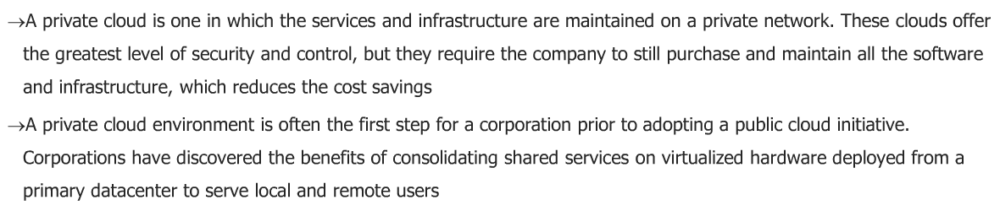 →A private cloud is one in which the services and infrastructure are maintained on a private network. These clouds offer
the greatest level of security and control, but they require the company to still purchase and maintain all the software
and infrastructure, which reduces the cost savings
→A private cloud environment is often the first step for a corporation prior to adopting a public cloud initiative.
Corporations have discovered the benefits of consolidating shared services on virtualized hardware deployed from a
primary datacenter to serve local and remote users